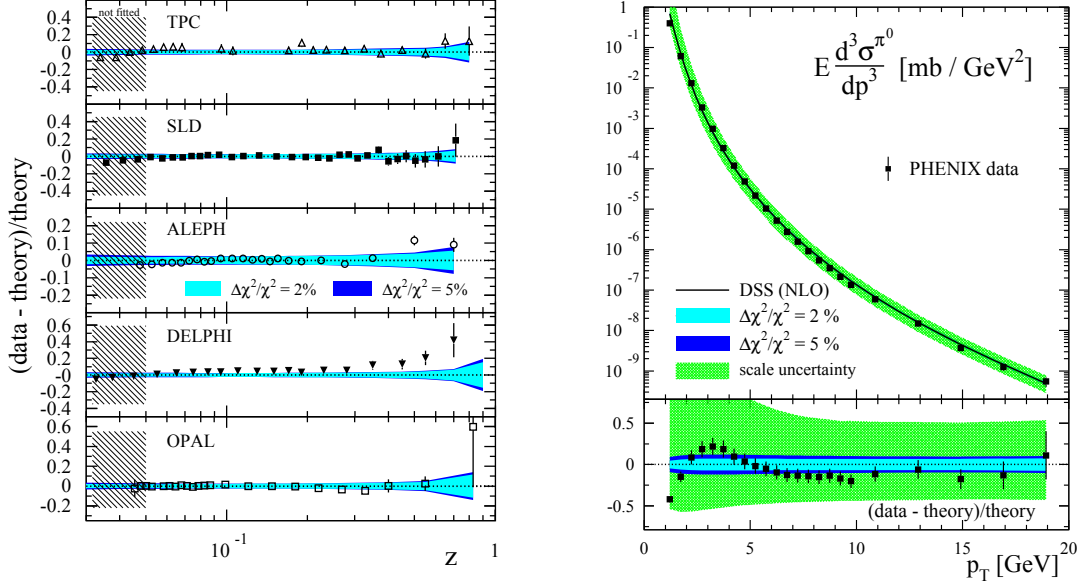 (data - theory)/theory
TPC
not fitted
0.4
0.2
0
-0.2
-0.4
SLD
0.4
0.2
0
-0.2
-0.4
ALEPH
0.2
0.1
0
-0.1
-0.2
Δχ²/χ² = 2%
Δχ²/χ² = 5%
DELPHI
0.6
0.4
0.2
-0
-0.2
-0.4
OPAL
0.6
0.4
0.2
0
-0.2
10⁻¹
z
1
1
10⁻¹
10⁻²
10⁻³
10⁻⁴
10⁻⁵
10⁻⁶
10⁻⁷
10⁻⁸
10⁻⁹
E d³σ^π⁰/dp³ [mb / GeV²]
PHENIX data
DSS (NLO)
Δχ²/χ² = 2 %
Δχ²/χ² = 5 %
scale uncertainty
0.5
0
-0.5
(data - theory)/theory
0 5 10 15 20
p_T [GeV]